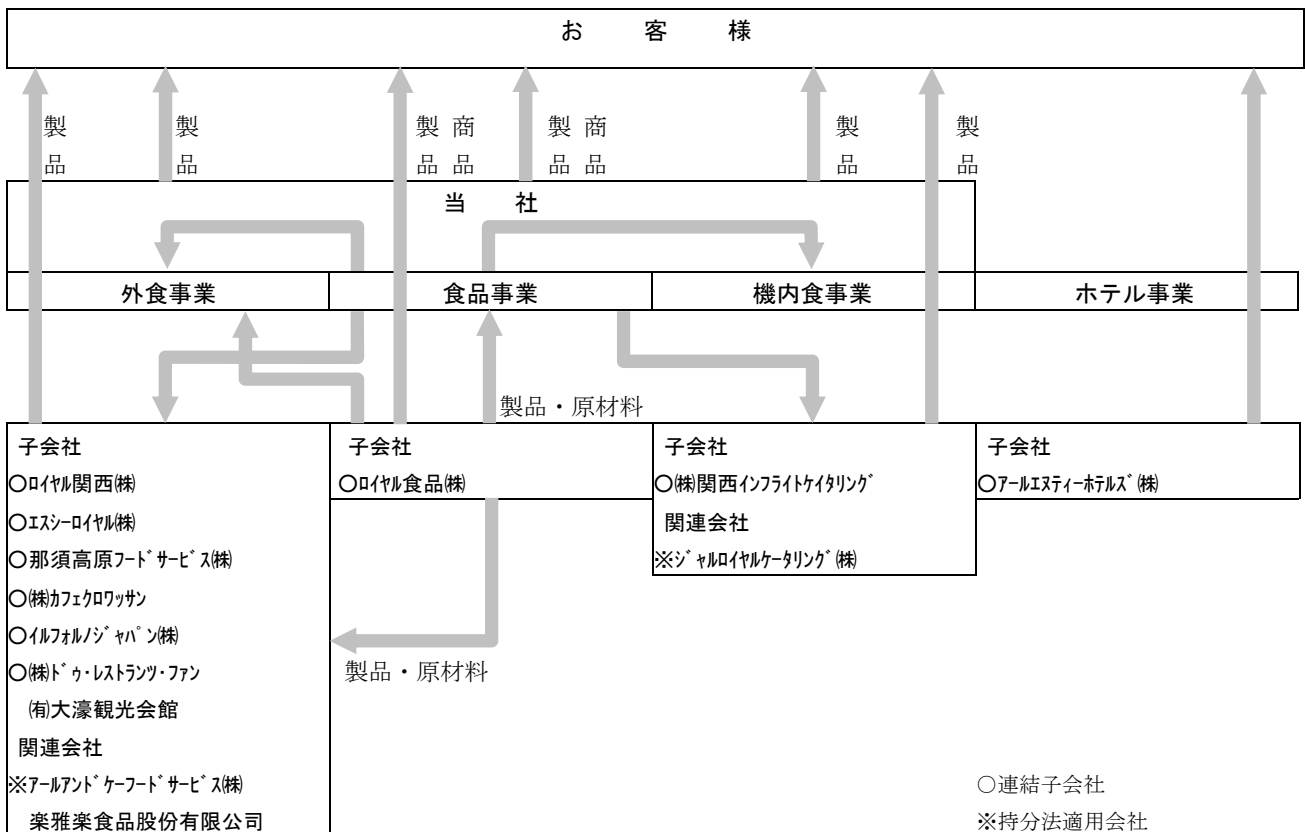 お 客 様
製品
製品
製品 商品
製品 商品
製品
製品
当 社
外食事業
食品事業
機内食事業
ホテル事業
製品・原材料
子会社
○ﾛｲﾔﾙ関西㈱
○ｴｽｼｰﾛｲﾔﾙ㈱
○那須高原ﾌｰﾄﾞｻｰﾋﾞｽ㈱
○㈱ｶﾌｪｸﾛﾜｯｻﾝ
○ｲﾙﾌｫﾙﾉｼﾞｬﾊﾟﾝ㈱
○㈱ﾄﾞｩ･ﾚｽﾄﾗﾝﾂ･ﾌｧﾝ
㈲大濠観光会館
関連会社
※ｱｰﾙｱﾝﾄﾞｹｰﾌｰﾄﾞｻｰﾋﾞｽ㈱
楽雅楽食品股份有限公司
子会社
○ﾛｲﾔﾙ食品㈱
製品・原材料
子会社
○㈱関西ｲﾝﾌﾗｲﾄｹｲﾀﾘﾝｸﾞ
関連会社
※ｼﾞｬﾙﾛｲﾔﾙｹｰﾀﾘﾝｸﾞ㈱
子会社
○ｱｰﾙｴﾇﾃｨｰﾎﾃﾙｽﾞ㈱
○連結子会社
※持分法適用会社